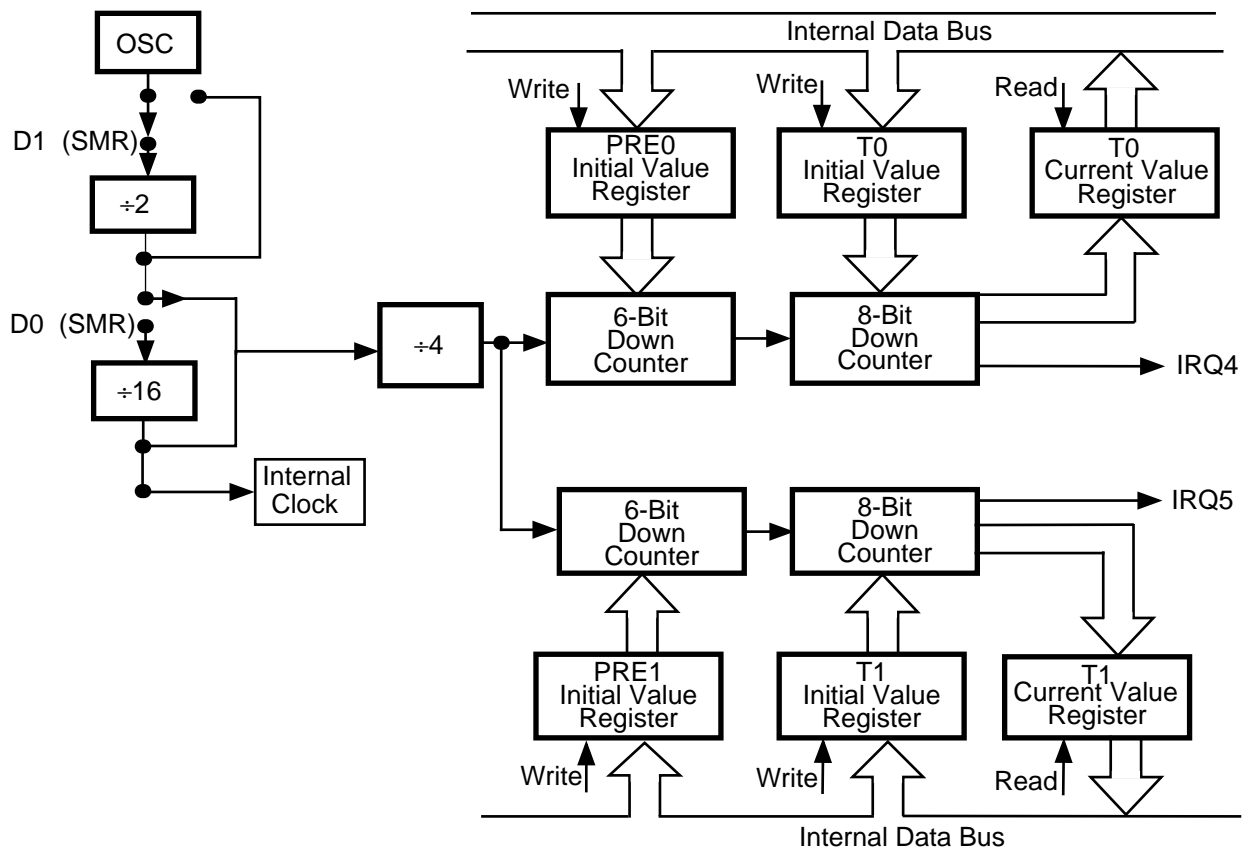 OSC
D1 (SMR)
÷2
D0 (SMR)
÷16
Internal
Clock
÷4
Internal Data Bus
Write
Write
Read
PRE0
Initial Value
Register
T0
Initial Value
Register
T0
Current Value
Register
6-Bit
Down
Counter
8-Bit
Down
Counter
IRQ4
6-Bit
Down
Counter
8-Bit
Down
Counter
IRQ5
PRE1
Initial Value
Register
T1
Initial Value
Register
T1
Current Value
Register
Write
Write
Read
Internal Data Bus